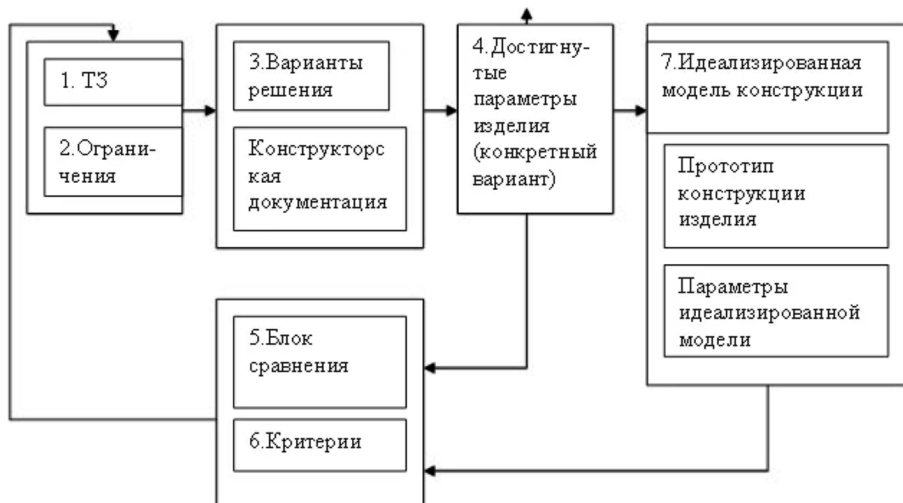 1. ТЗ
2.Ограни-
чения
3.Варианты
решения
Конструкторс
кая
документация
4.Достигну-
тые
параметры
изделия
(конкретный
вариант)
7.Идеализированная
модель конструкции
Прототип
конструкции
изделия
Параметры
идеализированной
модели
5.Блок
сравнения
6.Критерии